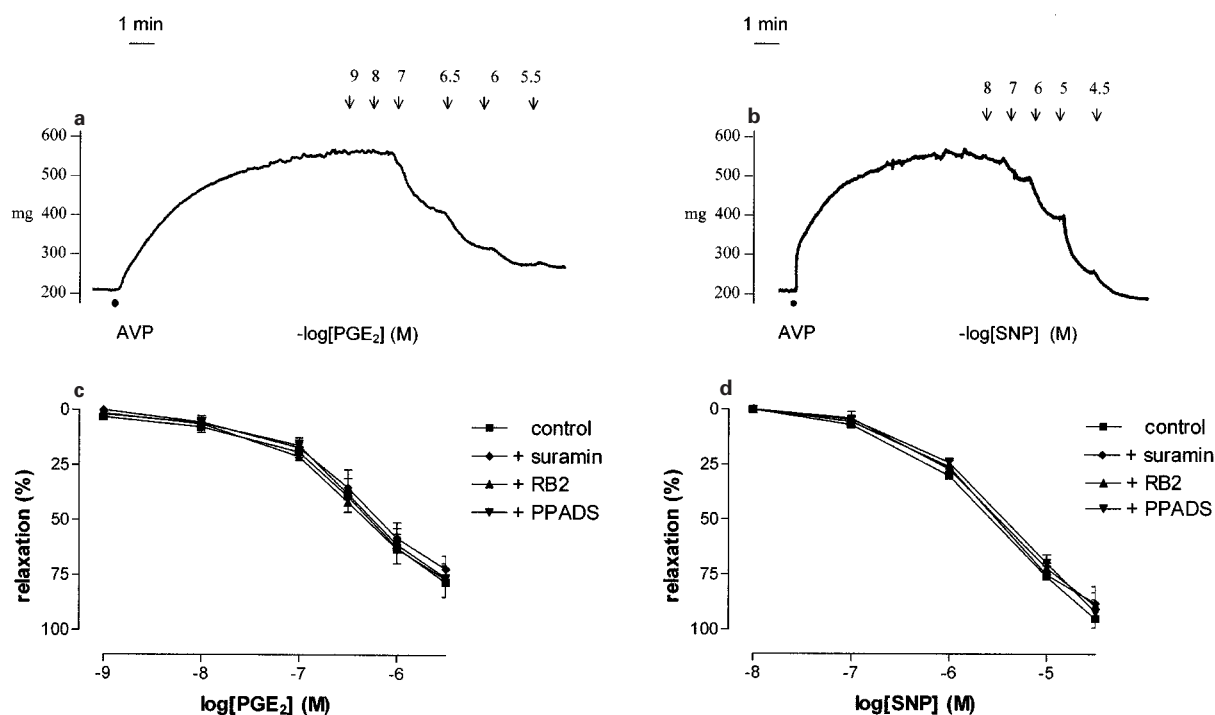 1 min
9 8 7 6.5 6 5.5
a
600
500
mg 400
300
200
AVP -log[PGE₂] (M)
1 min
8 7 6 5 4.5
b
600
500
mg 400
300
200
AVP -log[SNP] (M)
c
0
25
50
75
100
relaxation (%)
control
+ suramin
+ RB2
+ PPADS
-9 -8 -7 -6
log[PGE₂] (M)
d
0
25
50
75
100
relaxation (%)
control
+ suramin
+ RB2
+ PPADS
-8 -7 -6 -5
log[SNP] (M)